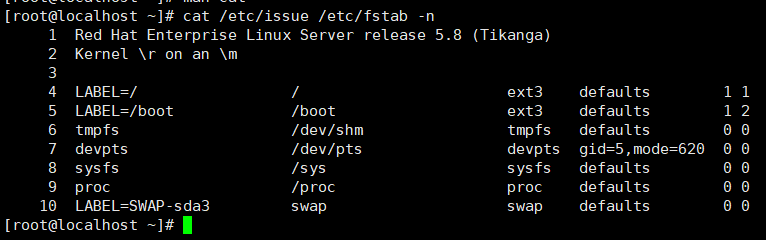 [root@localhost ~]# man cat
[root@localhost ~]# cat /etc/issue /etc/fstab -n
     1  Red Hat Enterprise Linux Server release 5.8 (Tikanga)
     2  Kernel \r on an \m
     3
     4  LABEL=/                 /                       ext3    defaults        1 1
     5  LABEL=/boot             /boot                   ext3    defaults        1 2
     6  tmpfs                   /dev/shm                tmpfs   defaults        0 0
     7  devpts                  /dev/pts                devpts  gid=5,mode=620  0 0
     8  sysfs                   /sys                    sysfs   defaults        0 0
     9  proc                    /proc                   proc    defaults        0 0
    10  LABEL=SWAP-sda3         swap                    swap    defaults        0 0
[root@localhost ~]#